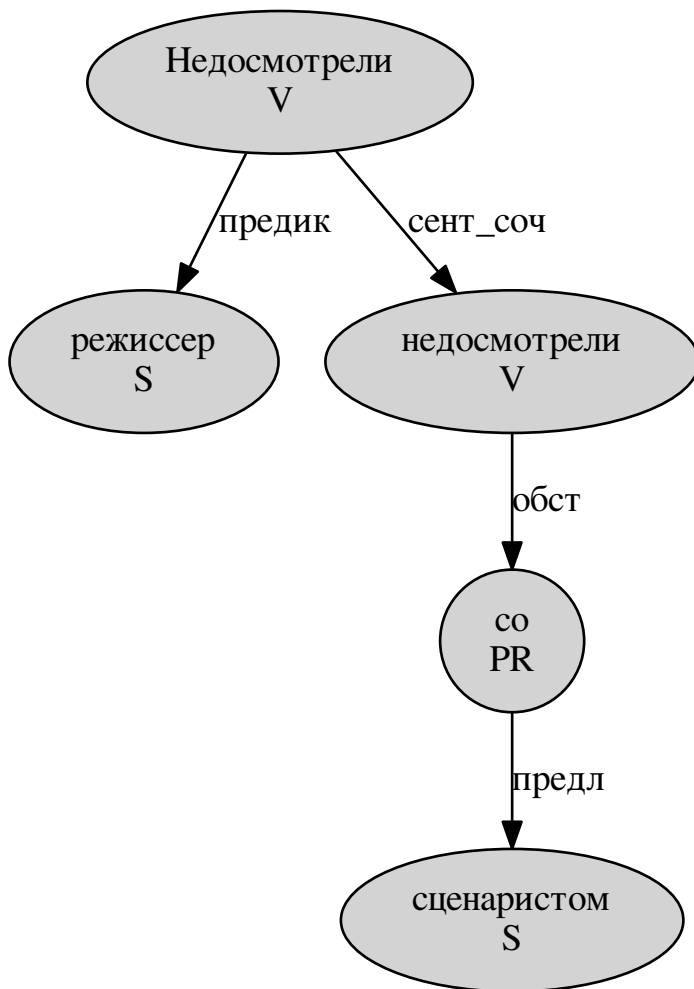 Недосмотрели
V
предик
сент_соч
режиссер
S
недосмотрели
V
обст
со
PR
предл
сценаристом
S